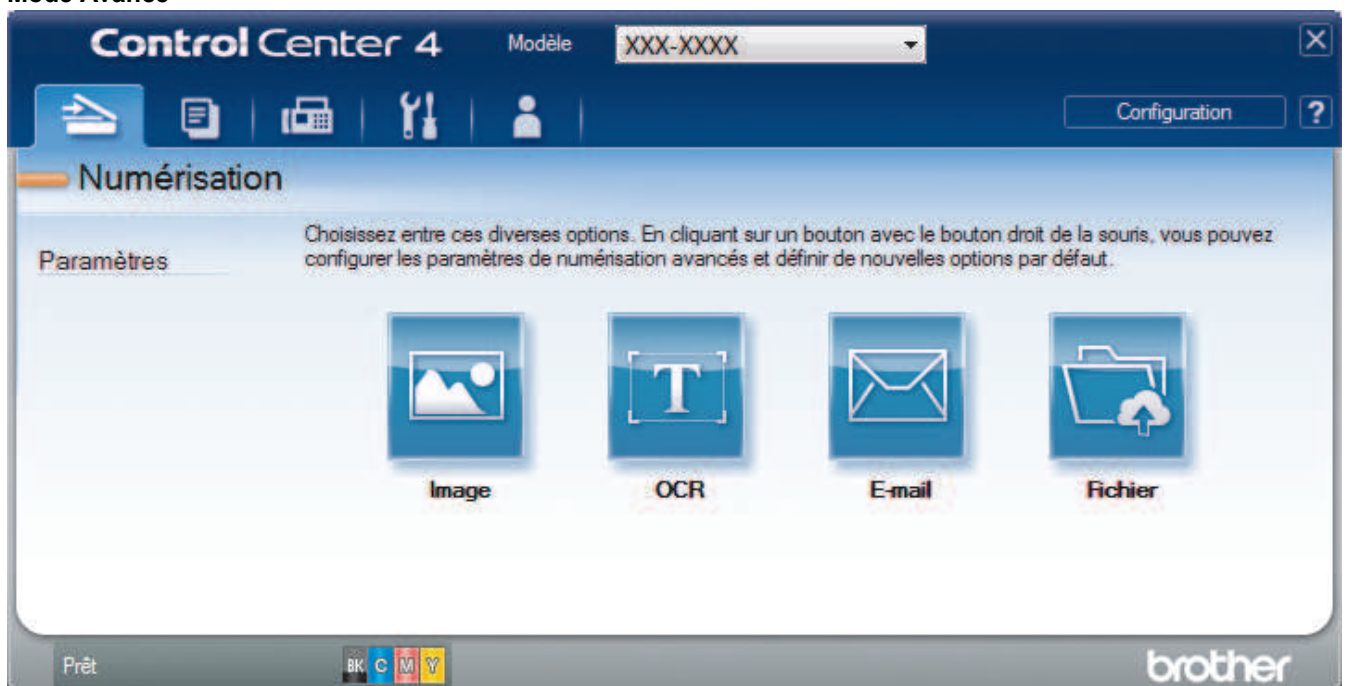 Mode Avancé
Control Center 4 Modèle XXX-XXXX
Configuration ?
Numérisation
Paramètres
Choisissez entre ces diverses options. En cliquant sur un bouton avec le bouton droit de la souris, vous pouvez
configurer les paramètres de numérisation avancés et définir de nouvelles options par défaut.
T
Image OCR E-mail Fichier
Prêt BK C M Y brother